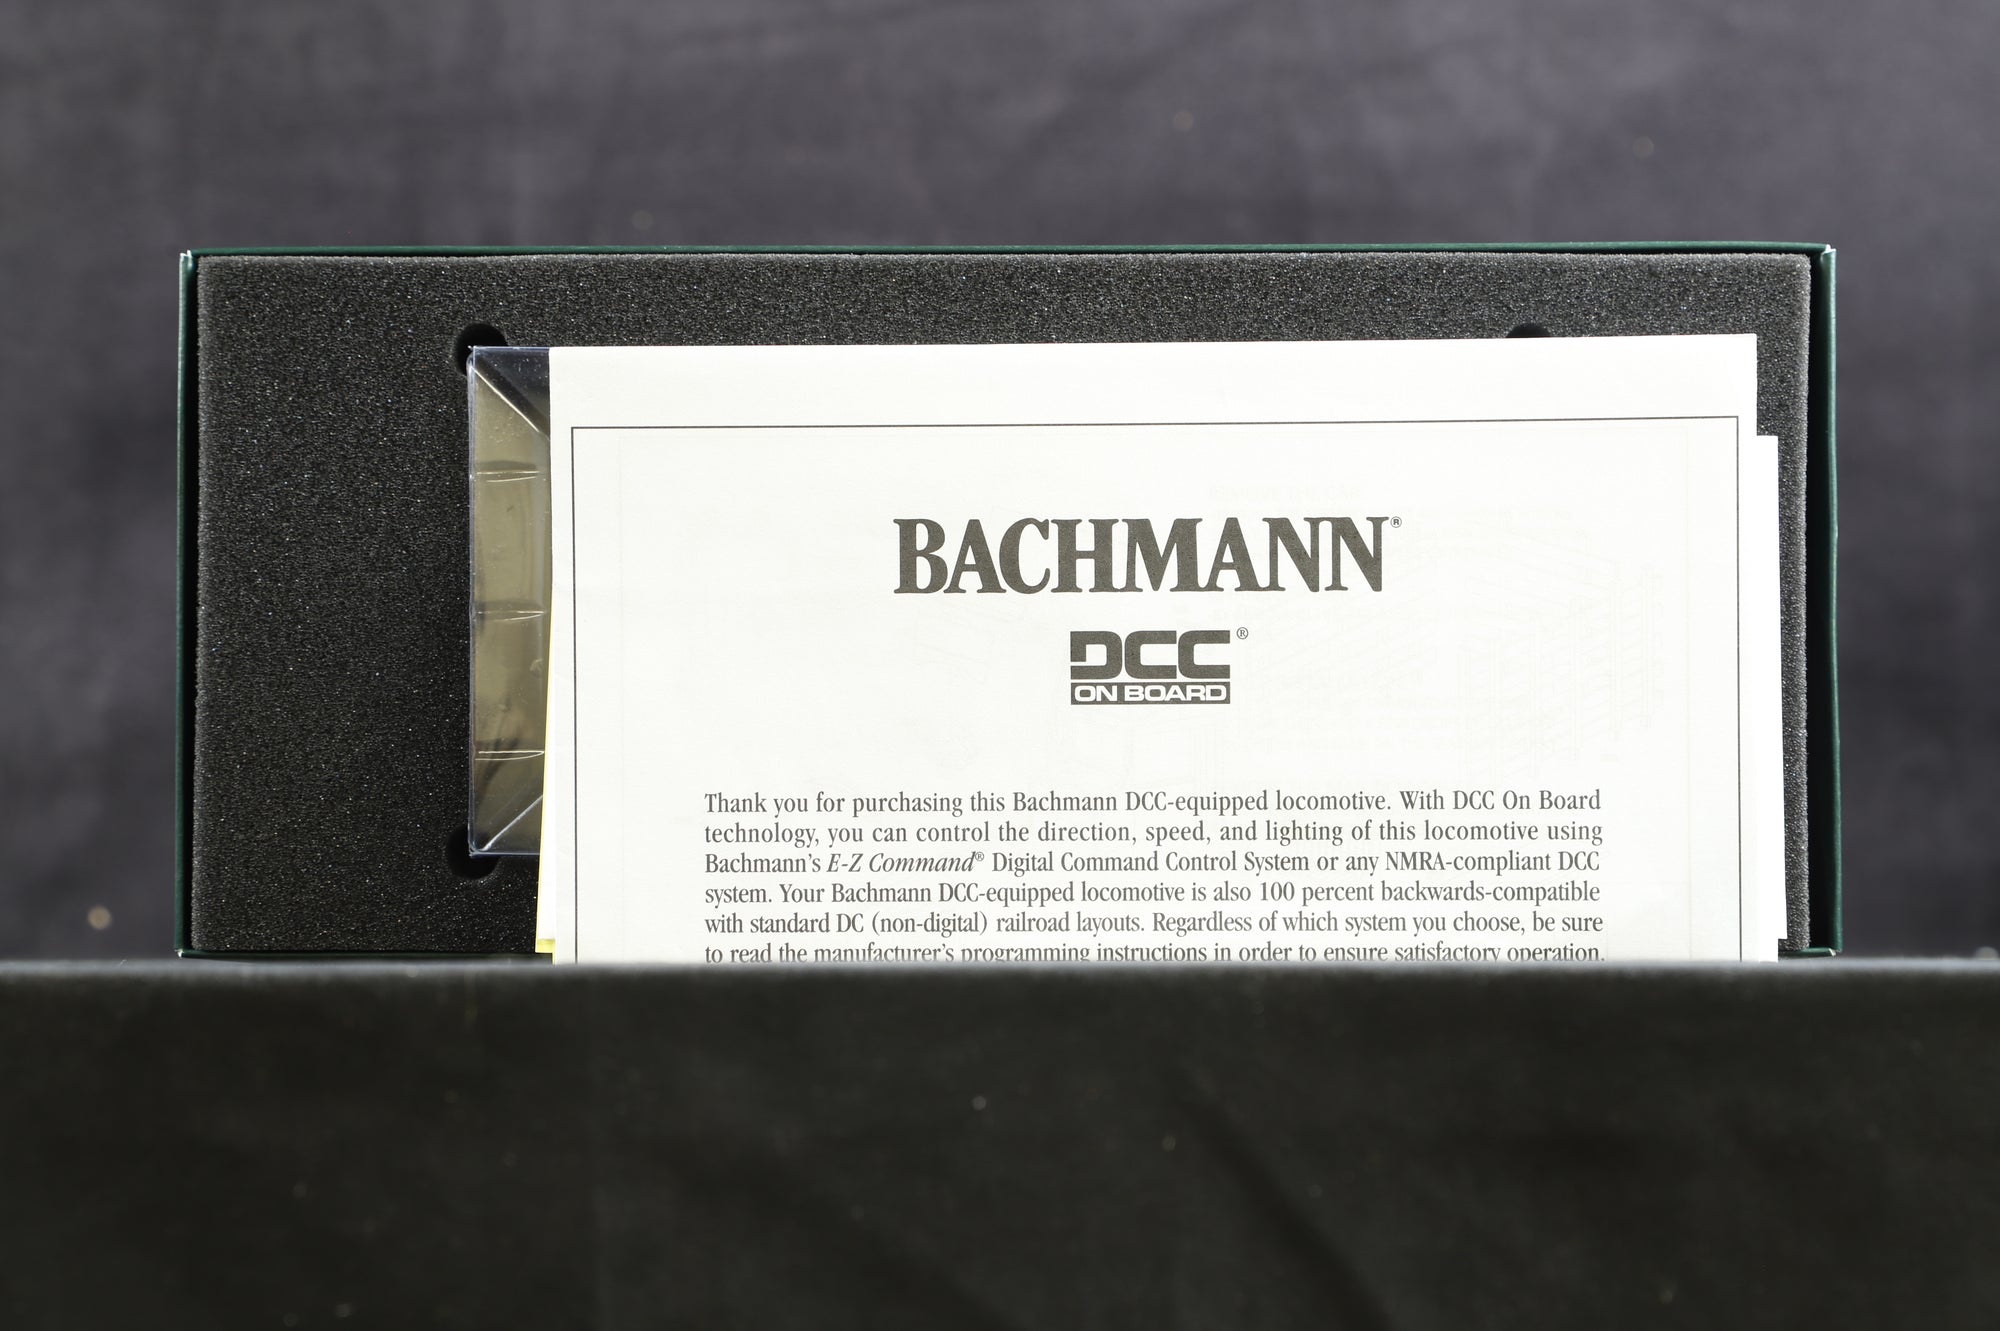 BACHMANN®
DCC®
ON BOARD
Thank you for purchasing this Bachmann DCC-equipped locomotive. With DCC On Board
technology, you can control the direction, speed, and lighting of this locomotive using
Bachmann's E-Z Command® Digital Command Control System or any NMRA-compliant DCC
system. Your Bachmann DCC-equipped locomotive is also 100 percent backwards-compatible
with standard DC (non-digital) railroad layouts. Regardless of which system you choose, be sure
to read the manufacturer's programming instructions in order to ensure satisfactory operation.